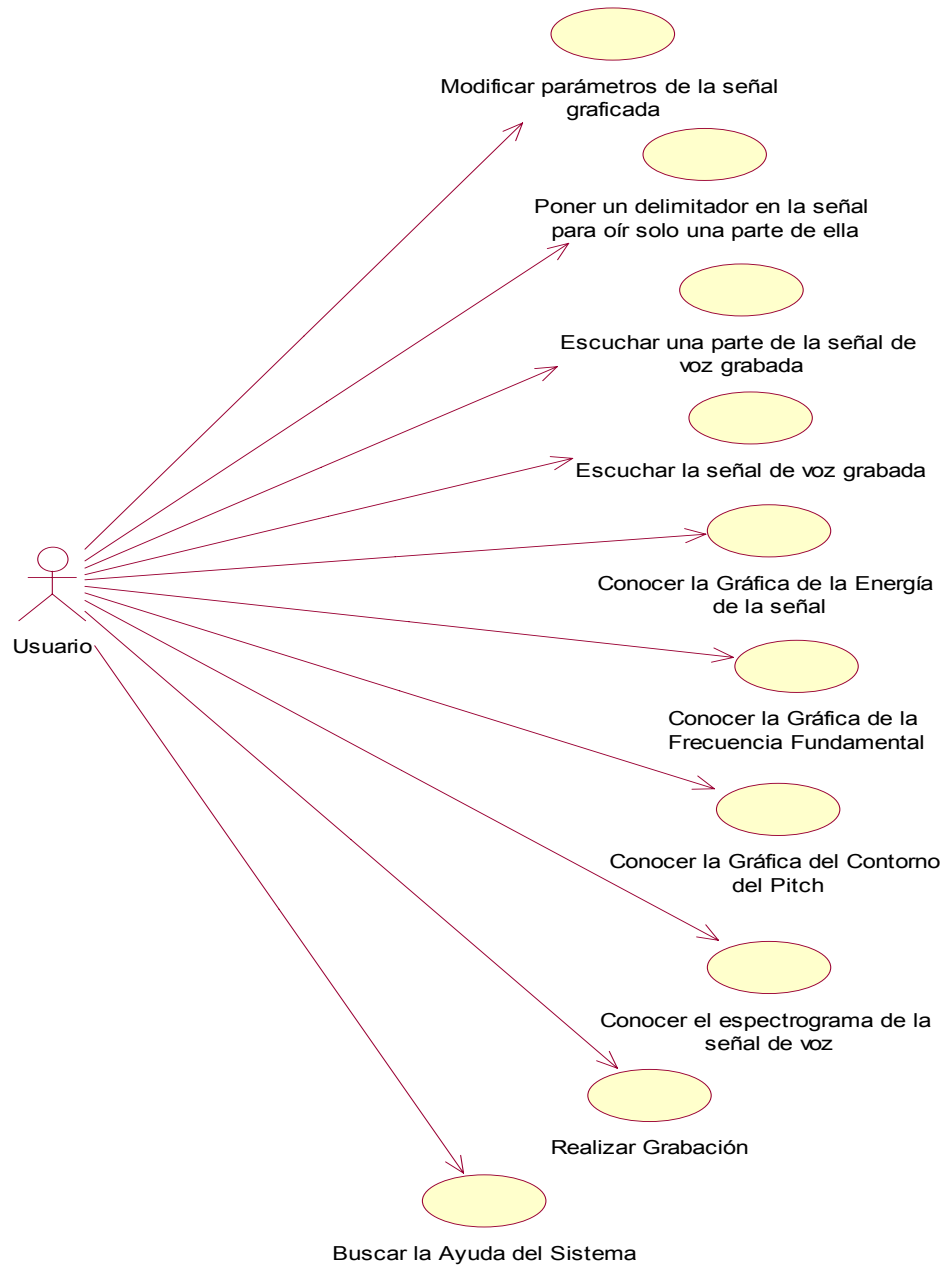 Modificar parámetros de la señal
graficada
Poner un delimitador en la señal
para oír solo una parte de ella
Escuchar una parte de la señal de
voz grabada
Escuchar la señal de voz grabada
Conocer la Gráfica de la Energía
de la señal
Usuario
Conocer la Gráfica de la
Frecuencia Fundamental
Conocer la Gráfica del Contorno
del Pitch
Conocer el espectrograma de la
señal de voz
Realizar Grabación
Buscar la Ayuda del Sistema